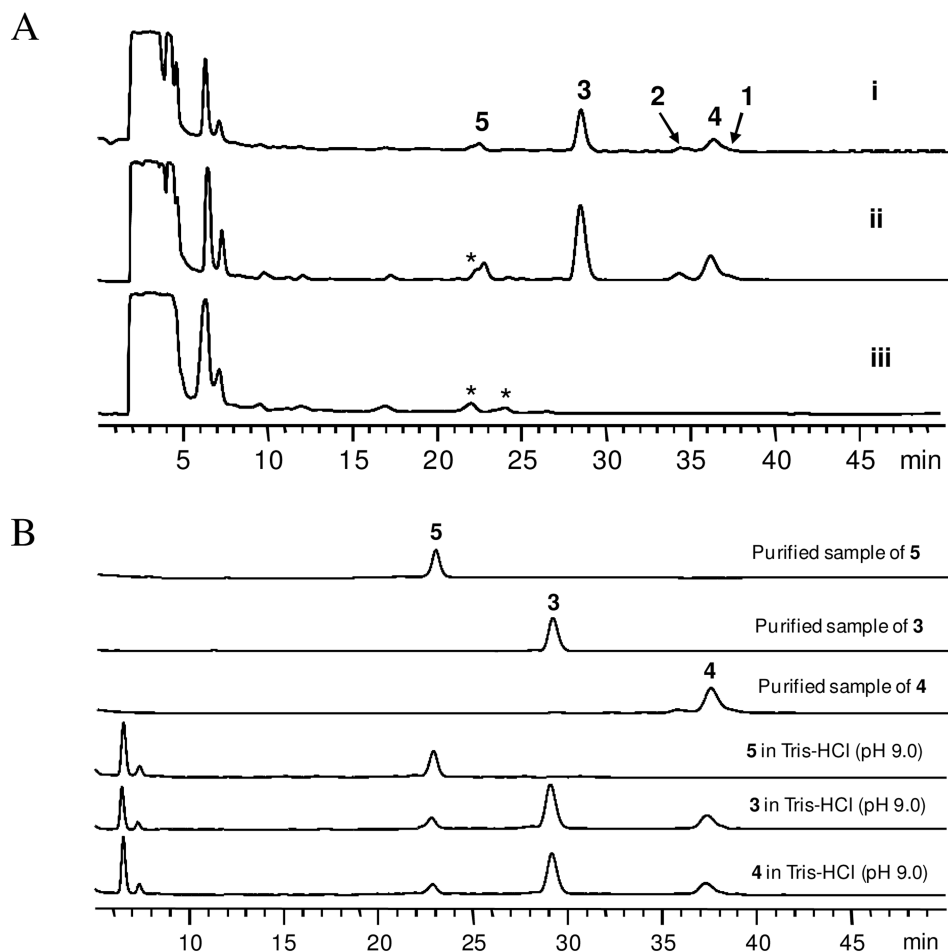 A
i
5
3
2
4
1
ii
*
iii
* *
5 10 15 20 25 30 35 40 45 min
B
5
Purified sample of 5
3
Purified sample of 3
4
Purified sample of 4
5 in Tris-HCl (pH 9.0)
3 in Tris-HCl (pH 9.0)
4 in Tris-HCl (pH 9.0)
10 15 20 23 30 35 40 45 min